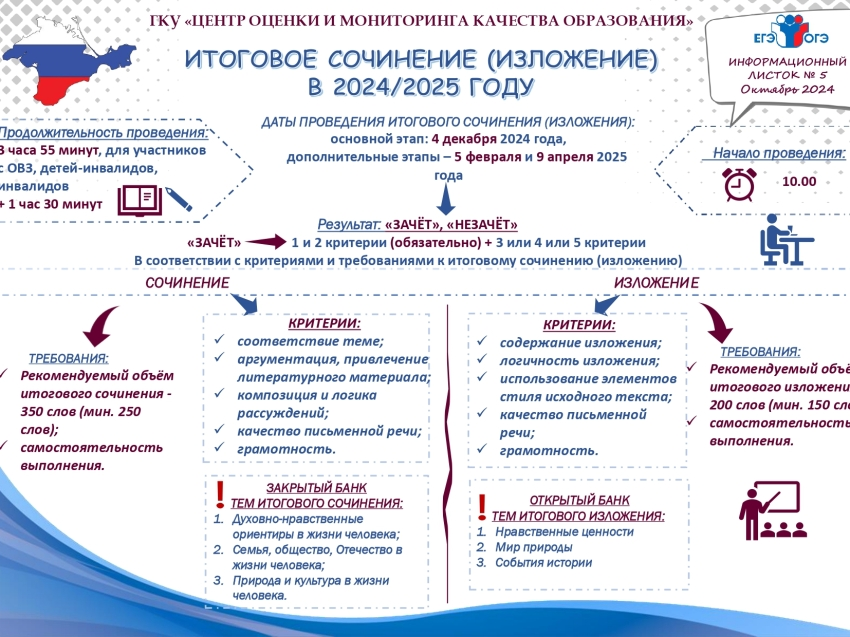 ГКУ «ЦЕНТР ОЦЕНКИ И МОНИТОРИНГА КАЧЕСТВА ОБРАЗОВАНИЯ»
ИТОГОВОЕ СОЧИНЕНИЕ (ИЗЛОЖЕНИЕ)
В 2024/2025 ГОДУ
ЕГЭ ОГЭ
ИНФОРМАЦИОННЫЙ
ЛИСТОК № 5
Октябрь 2024
Продолжительность проведения:
3 часа 55 минут, для участников
с ОВЗ, детей-инвалидов,
инвалидов
+ 1 час 30 минут
ДАТЫ ПРОВЕДЕНИЯ ИТОГОВОГО СОЧИНЕНИЯ (ИЗЛОЖЕНИЯ):
основной этап: 4 декабря 2024 года,
дополнительные этапы – 5 февраля и 9 апреля 2025
года
Начало проведения:
10.00
Результат: «ЗАЧЁТ», «НЕЗАЧЁТ»
«ЗАЧЁТ» 1 и 2 критерии (обязательно) + 3 или 4 или 5 критерии
В соответствии с критериями и требованиями к итоговому сочинению (изложению)
СОЧИНЕНИЕ
ИЗЛОЖЕНИЕ
ТРЕБОВАНИЯ:
✓ Рекомендуемый объём
итогового сочинения -
350 слов (мин. 250
слов);
✓ самостоятельность
выполнения.
КРИТЕРИИ:
✓ соответствие теме;
✓ аргументация, привлечение
литературного материала;
✓ композиция и логика
рассуждений;
✓ качество письменной речи;
✓ грамотность.
ЗАКРЫТЫЙ БАНК
ТЕМ ИТОГОВОГО СОЧИНЕНИЯ:
1. Духовно-нравственные
ориентиры в жизни человека;
2. Семья, общество, Отечество в
жизни человека;
3. Природа и культура в жизни
человека.
КРИТЕРИИ:
✓ содержание изложения;
✓ логичность изложения;
✓ использование элементов
стиля исходного текста;
✓ качество письменной
речи;
✓ грамотность.
ОТКРЫТЫЙ БАНК
ТЕМ ИТОГОВОГО ИЗЛОЖЕНИЯ:
1. Нравственные ценности
2. Мир природы
3. События истории
ТРЕБОВАНИЯ:
✓ Рекомендуемый
итогового
200 слов (мин. 150
✓ самостоятельность
выполнения.